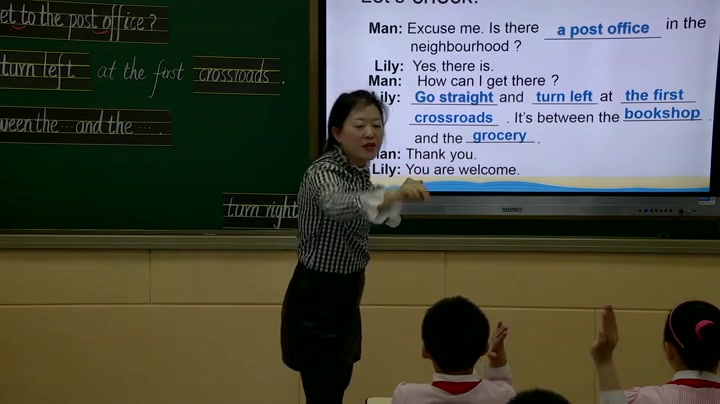 et to the post office?
turn left at the first crossroads.
ween the ... and the ....
turn right
Let's check!
Man: Excuse me. Is there a post office in the
neighbourhood ?
Lily: Yes, there is.
Man: How can I get there ?
Lily: Go straight and turn left at the first
crossroads . It's between the bookshop
and the grocery .
Man: Thank you.
Lily: You are welcome.
seewo